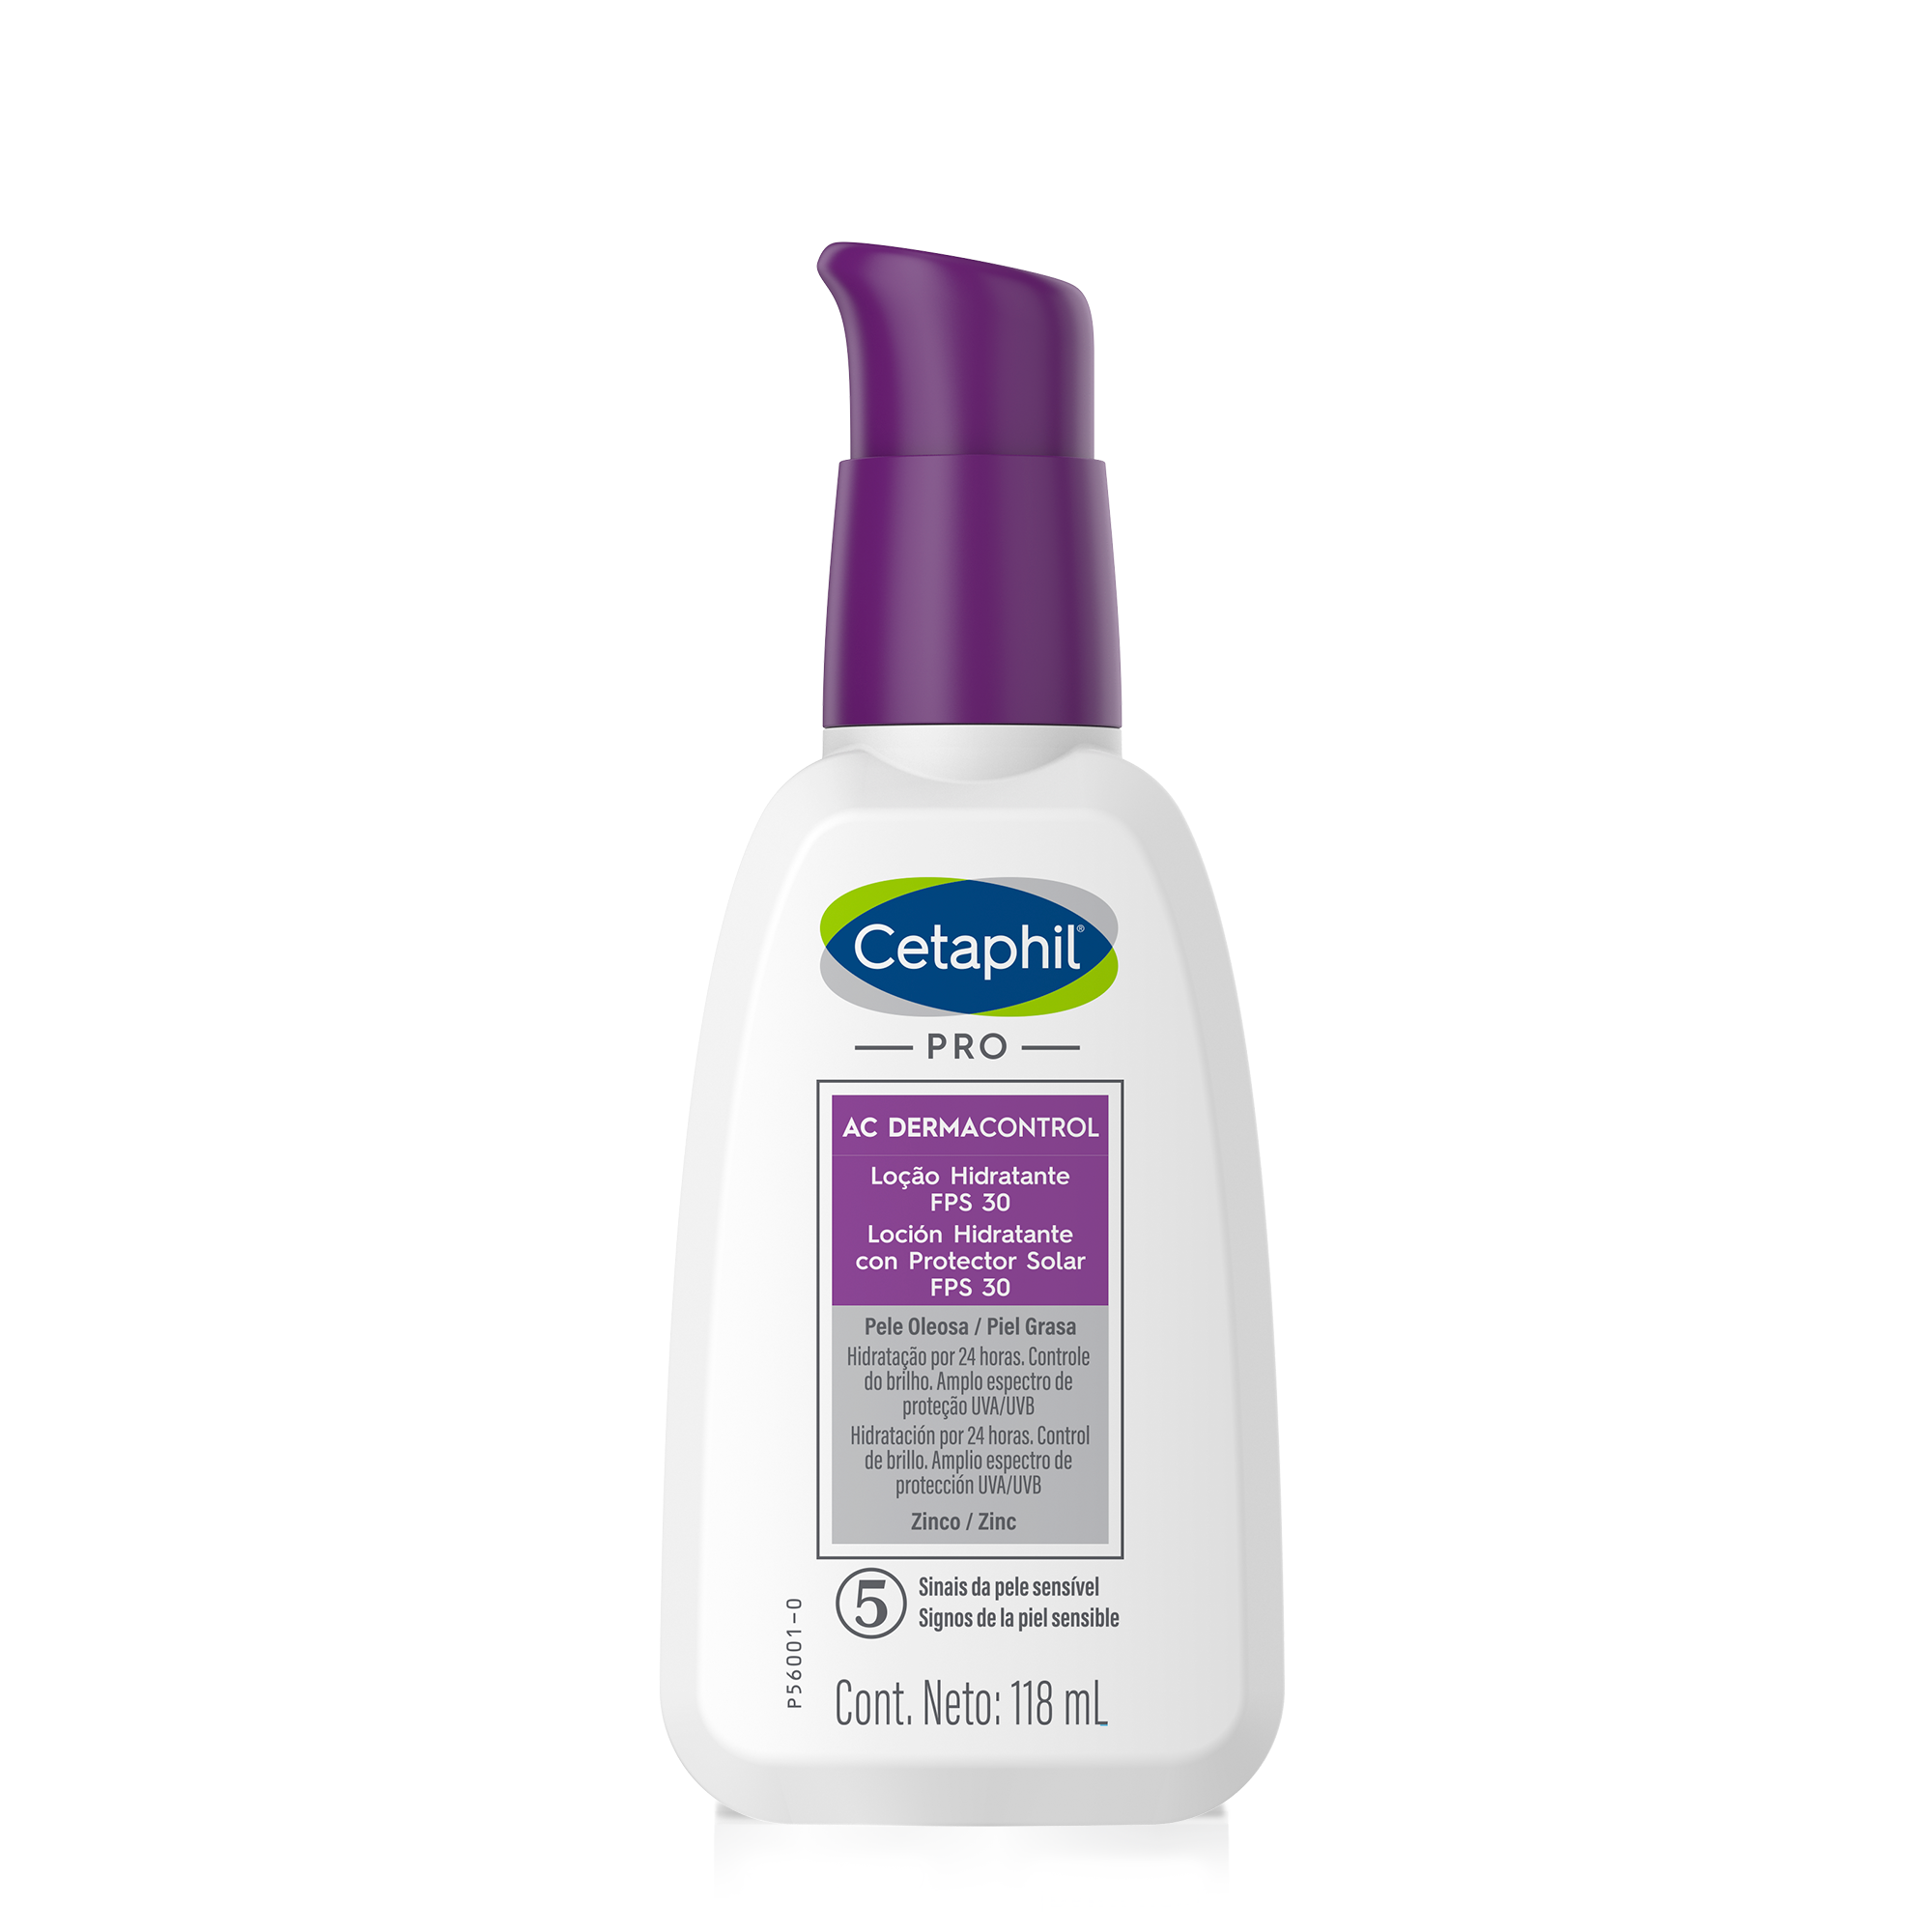 Cetaphil®
PRO
AC DERMACONTROL
Loção Hidratante
FPS 30
Loción Hidratante
con Protector Solar
FPS 30
Pele Oleosa / Piel Grasa
Hidratação por 24 horas. Controle
do brilho. Amplo espectro de
proteção UVA/UVB
Hidratación por 24 horas. Control
de brillo. Amplio espectro de
protección UVA/UVB
Zinco / Zinc
5
Sinais da pele sensível
Signos de la piel sensible
P56001-0
Cont. Neto: 118 mL